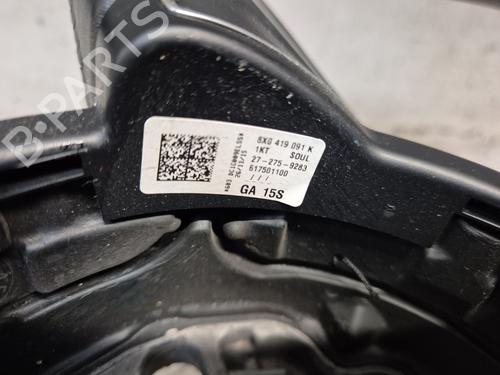 B-PARTS
8X0 419 091 K
1KT SOUL
27-275-9283
617501100
/ / /
GA 15S